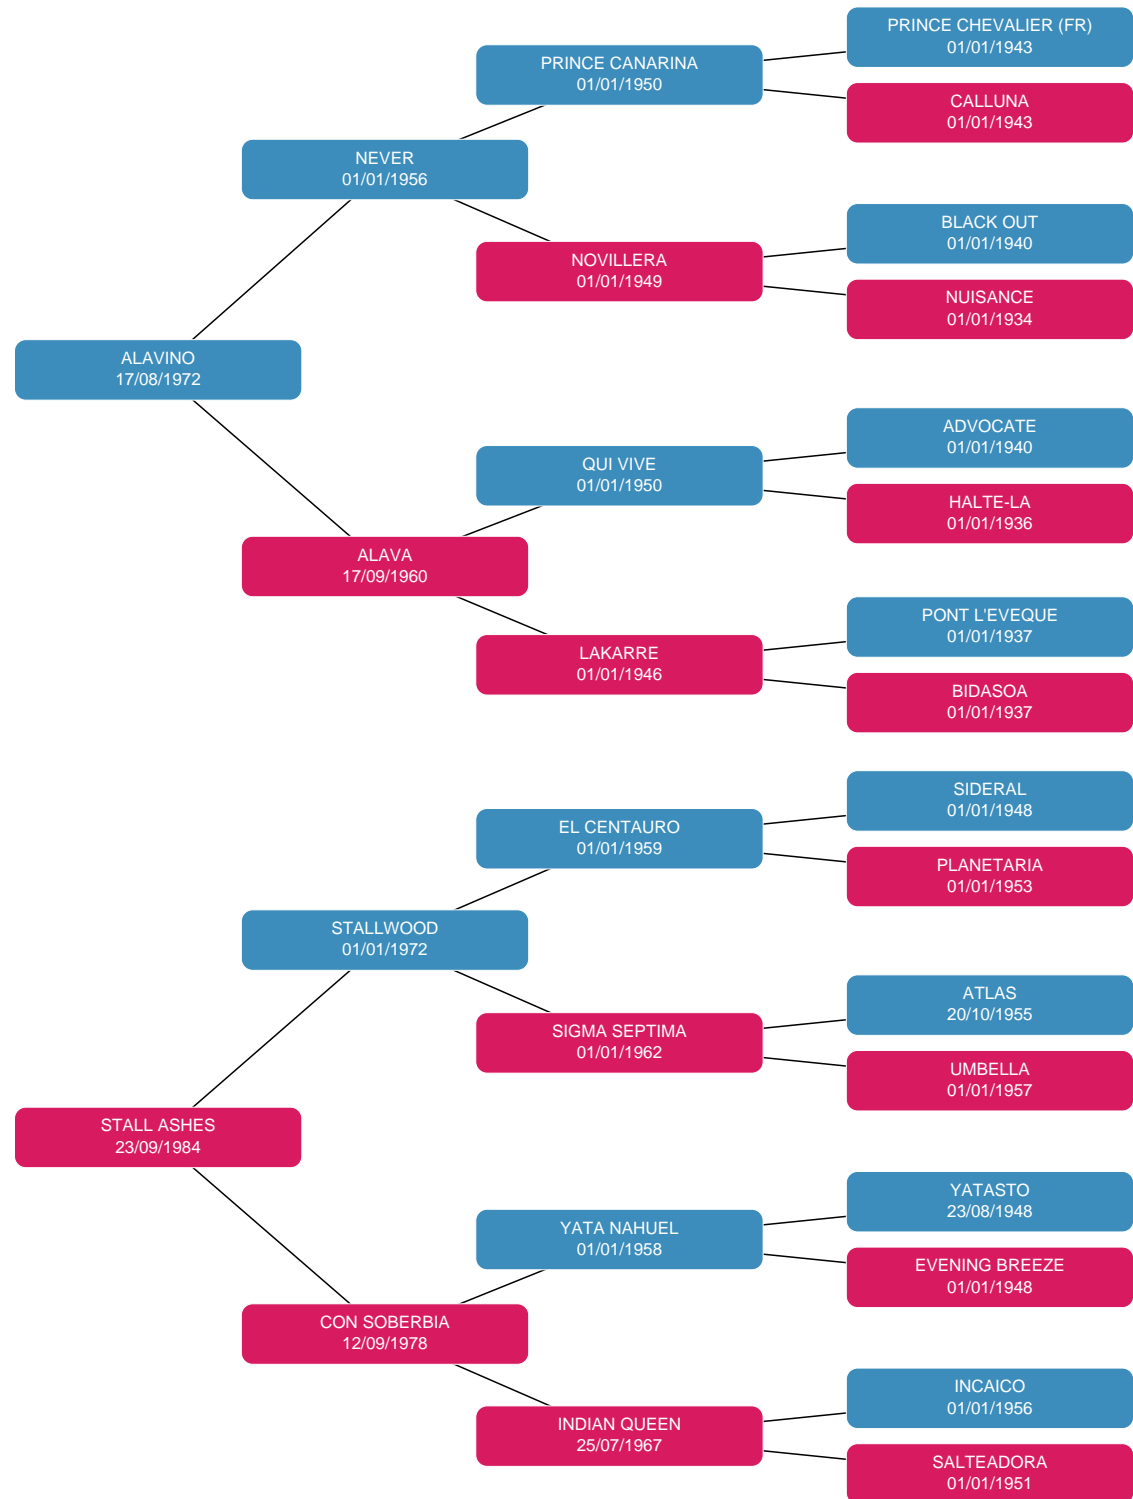 PRINCE CHEVALIER (FR)
01/01/1943
PRINCE CANARINA
01/01/1950
CALLUNA
01/01/1943
NEVER
01/01/1956
BLACK OUT
01/01/1940
NOVILLERA
01/01/1949
NUISANCE
01/01/1934
ALAVINO
17/08/1972
ADVOCATE
01/01/1940
QUI VIVE
01/01/1950
HALTE-LA
01/01/1936
ALAVA
17/09/1960
PONT L'EVEQUE
01/01/1937
LAKARRE
01/01/1946
BIDASOA
01/01/1937
SIDERAL
01/01/1948
EL CENTAURO
01/01/1959
PLANETARIA
01/01/1953
STALLWOOD
01/01/1972
ATLAS
20/10/1955
SIGMA SEPTIMA
01/01/1962
UMBELLA
01/01/1957
STALL ASHES
23/09/1984
YATASTO
23/08/1948
YATA NAHUEL
01/01/1958
EVENING BREEZE
01/01/1948
CON SOBERBIA
12/09/1978
INCAICO
01/01/1956
INDIAN QUEEN
25/07/1967
SALTEADORA
01/01/1951